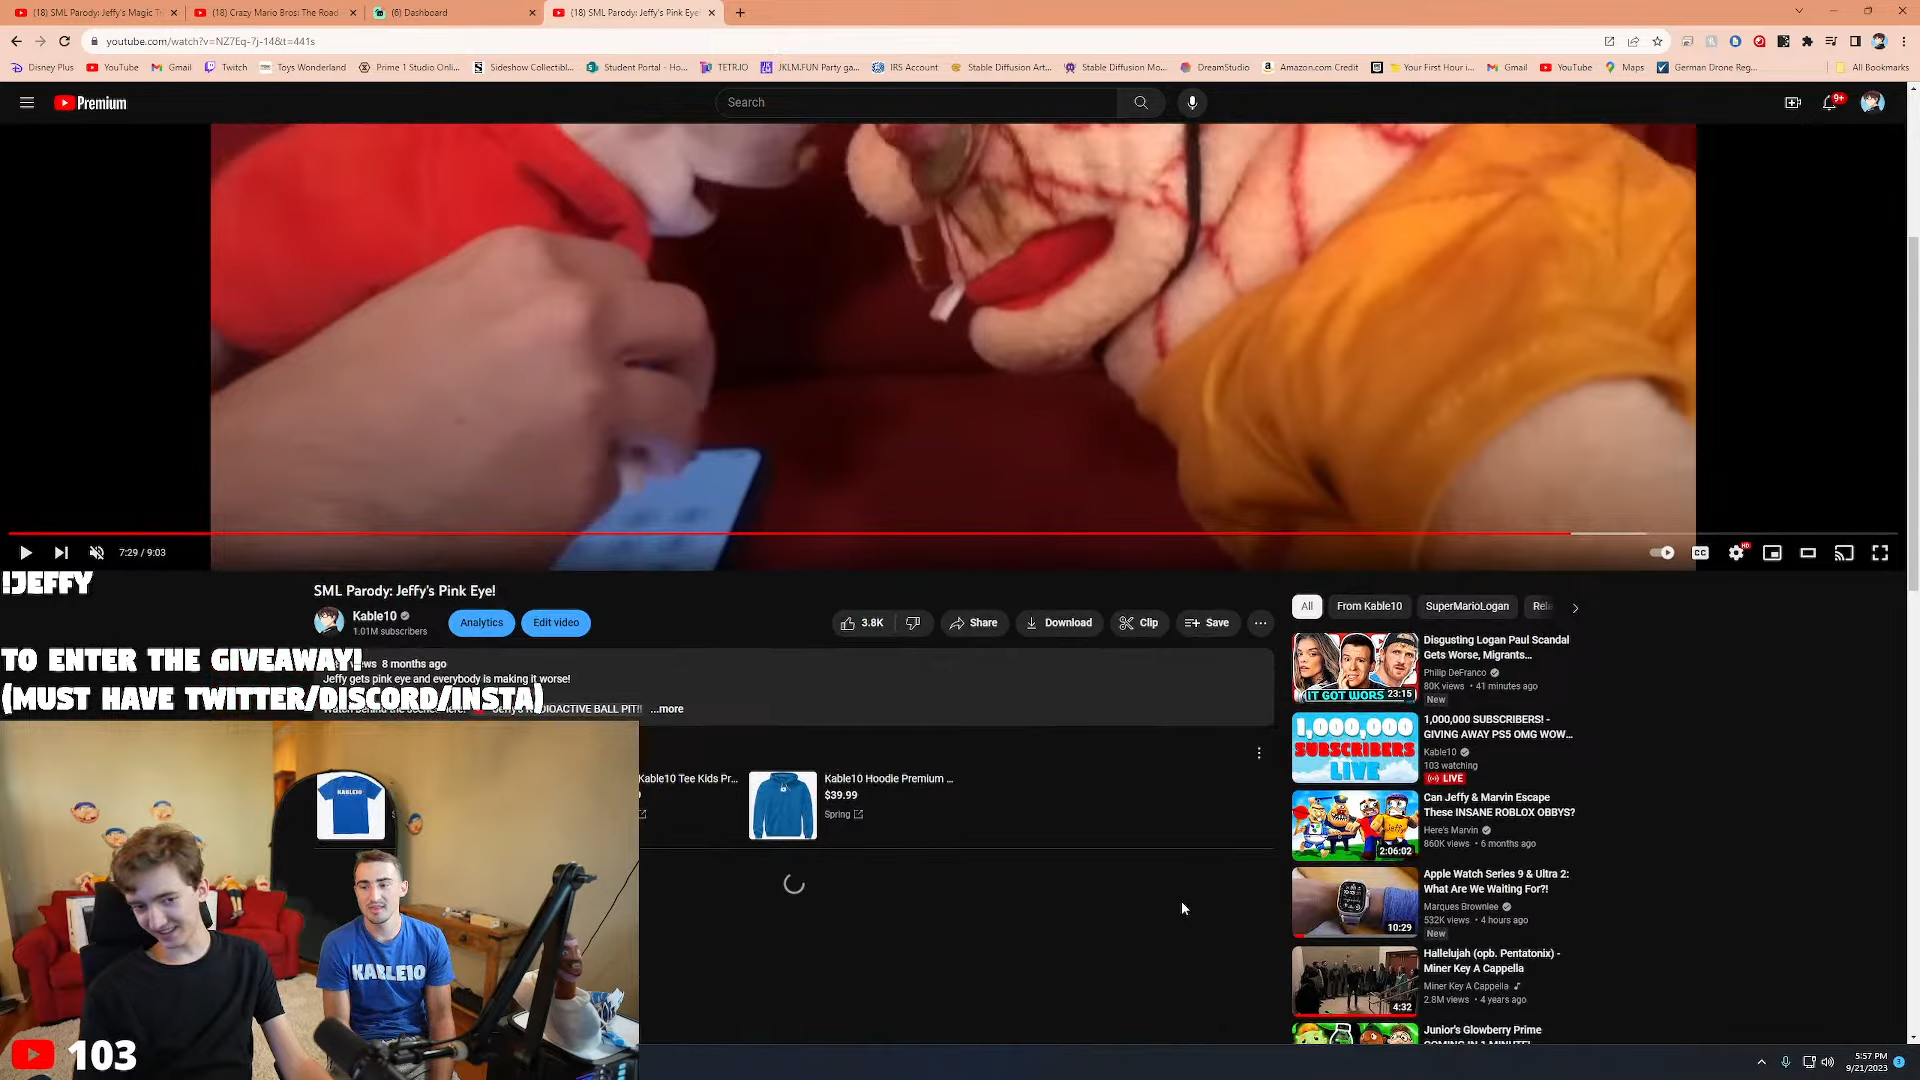 (18) SML Parody: Jeffy's Magic T
(18) Crazy Mario Bros: The Road
(6) Dashboard
(18) SML Parody: Jeffy's Pink Eye!
youtube.com/watch?v=NZ7Eq-7j-14&t=441s
Disney Plus
YouTube
Gmail
Twitch
Toys Wonderland
Prime 1 Studio Onli...
Sideshow Collectibl...
Student Portal - Ho...
TETR.IO
JKLM.FUN Party ga...
IRS Account
Stable Diffusion Art...
Stable Diffusion Mo...
DreamStudio
Amazon.com Credit
Your First Hour i...
Gmail
YouTube
Maps
German Drone Reg...
All Bookmarks
Premium
Search
9+
7:29 / 9:03
CC
HD
!JEFFY
SML Parody: Jeffy's Pink Eye!
Kable10
1.01M subscribers
Analytics
Edit video
3.8K
Share
Download
Clip
Save
TO ENTER THE GIVEAWAY!
(MUST HAVE TWITTER/DISCORD/INSTA)
8 months ago
Jeffy gets pink eye and everybody is making it worse!
BALL PIT!! ...more
Kable10 Tee Kids Pr...
Kable10 Hoodie Premium ...
$39.99
Spring
KABLE10
KABLE10
103
All
From Kable10
SuperMarioLogan
Rela
IT GOT WORS
23:15
Disgusting Logan Paul Scandal
Gets Worse, Migrants...
Philip DeFranco
80K views • 41 minutes ago
New
1,000,000
SUBSCRIBERS
LIVE
1,000,000 SUBSCRIBERS! -
GIVING AWAY PS5 OMG WOW...
Kable10
103 watching
LIVE
2:06:02
Can Jeffy & Marvin Escape
These INSANE ROBLOX OBBYS?
Here's Marvin
860K views • 6 months ago
10:29
Apple Watch Series 9 & Ultra 2:
What Are We Waiting For?!
Marques Brownlee
532K views • 4 hours ago
New
4:32
Hallelujah (opb. Pentatonix) -
Miner Key A Cappella
Miner Key A Cappella
2.8M views • 4 years ago
Junior's Glowberry Prime
COMING IN 1 MINUTE!
5:57 PM
9/21/2023
3